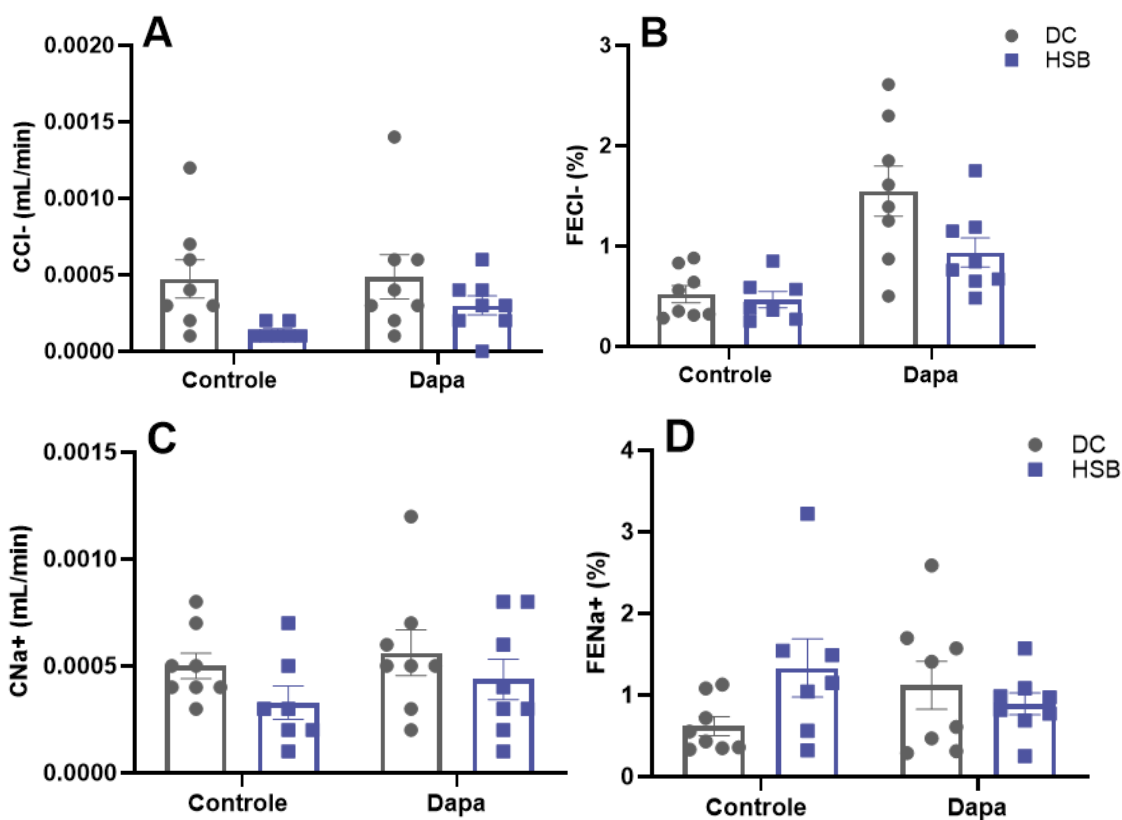 A
CCl- (mL/min)
0.0020
0.0015
0.0010
0.0005
0.0000
Controle
Dapa
B
DC
HSB
FECl- (%)
3
2
1
0
Controle
Dapa
C
CNa+ (mL/min)
0.0015
0.0010
0.0005
0.0000
Controle
Dapa
D
DC
HSB
FENa+ (%)
4
3
2
1
0
Controle
Dapa